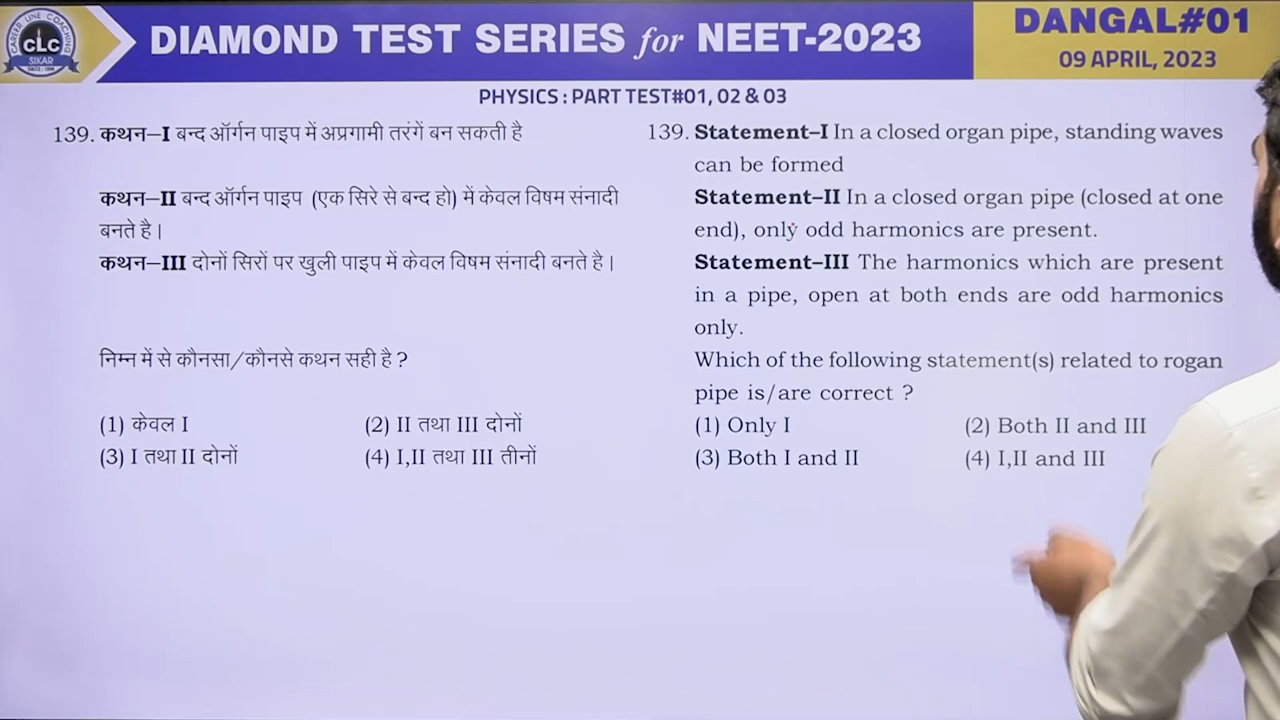 CAREER LINE COACHING
CLC
SIKAR
DIAMOND TEST SERIES for NEET-2023
DANGAL#01
09 APRIL, 2023
PHYSICS : PART TEST#01, 02 & 03
139. कथन–I बन्द ऑर्गन पाइप में अप्रगामी तरंगें बन सकती है
कथन–II बन्द ऑर्गन पाइप (एक सिरे से बन्द हो) में केवल विषम संनादी
बनते है।
कथन–III दोनों सिरों पर खुली पाइप में केवल विषम संनादी बनते है।
निम्न में से कौनसा/कौनसे कथन सही है ?
(1) केवल I (2) II तथा III दोनों
(3) I तथा II दोनों (4) I,II तथा III तीनों
139. Statement–I In a closed organ pipe, standing waves
can be formed
Statement–II In a closed organ pipe (closed at one
end), only odd harmonics are present.
Statement–III The harmonics which are present
in a pipe, open at both ends are odd harmonics
only.
Which of the following statement(s) related to rogan
pipe is/are correct ?
(1) Only I (2) Both II and III
(3) Both I and II (4) I,II and III